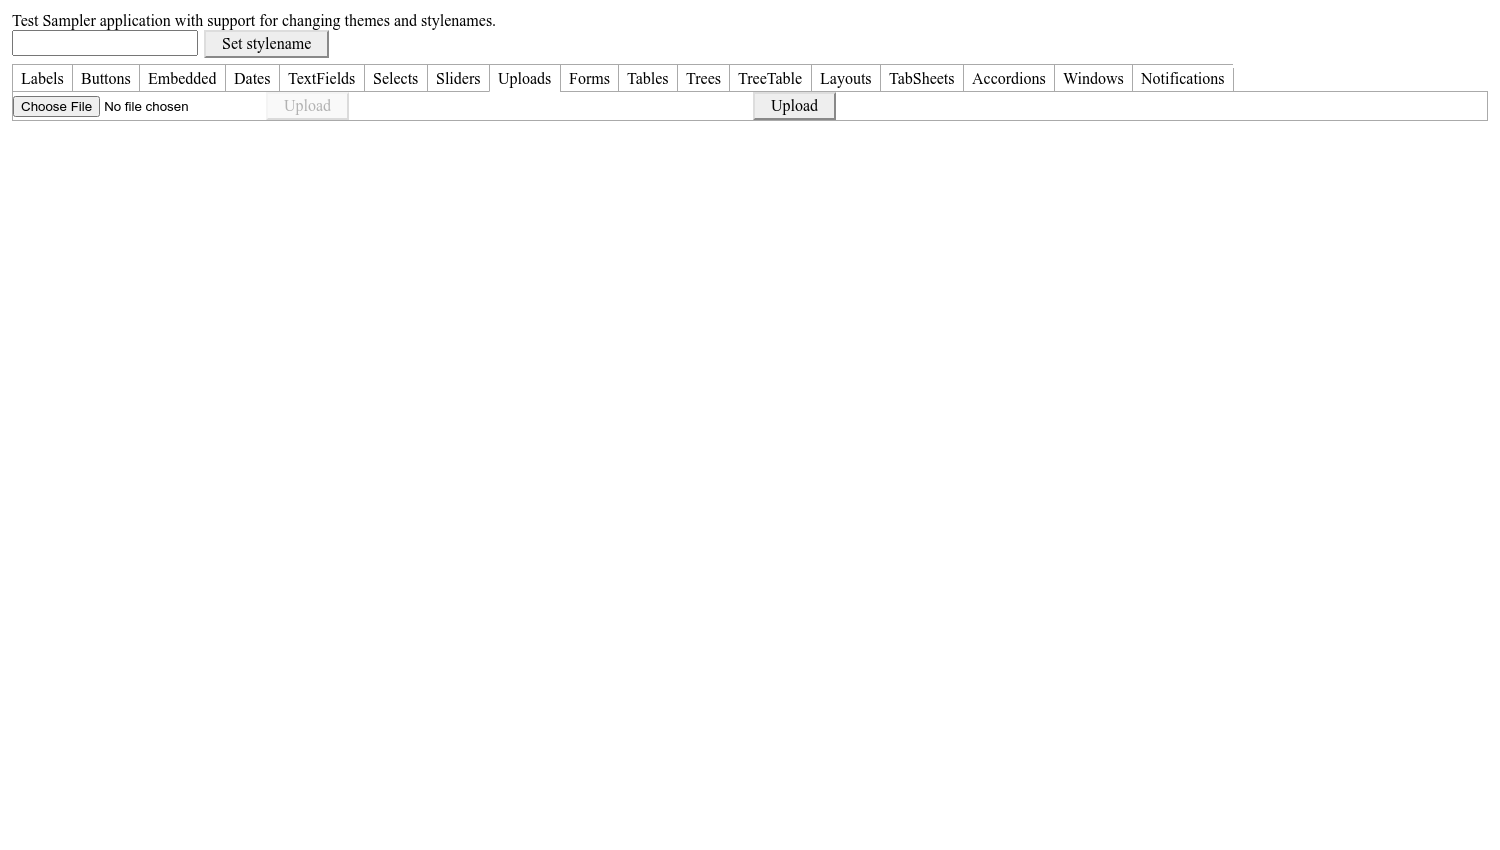 Test Sampler application with support for changing themes and stylenames.
Set stylename
Labels Buttons Embedded Dates TextFields Selects Sliders Uploads Forms Tables Trees TreeTable Layouts TabSheets Accordions Windows Notifications
Choose File No file chosen Upload Upload